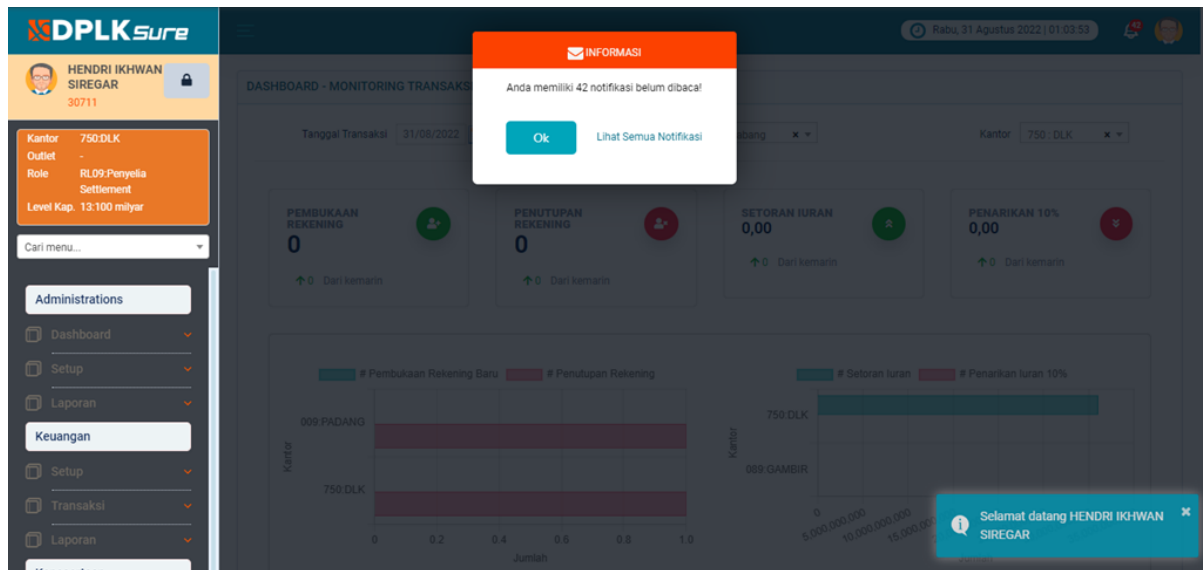 DPLKSure
HENDRI IKHWAN
SIREGAR
30711
Kantor 750:DLK
Outlet -
Role RL09:Penyelia
Settlement
Level Kap. 13:100 milyar
Cari menu...
Administrations
Dashboard
Setup
Laporan
Keuangan
Setup
Transaksi
Laporan
Rabu, 31 Agustus 2022 | 01:03:53
42
INFORMASI
Anda memiliki 42 notifikasi belum dibaca!
Ok Lihat Semua Notifikasi
DASHBOARD - MONITORING TRANSAKS
Tanggal Transaksi 31/08/2022
abang
Kantor 750 : DLK
PEMBUKAAN
REKENING
0
0 Dari kemarin
PENUTUPAN
REKENING
0
0 Dari kemarin
SETORAN IURAN
0,00
0 Dari kemarin
PENARIKAN 10%
0,00
0 Dari kemarin
# Pembukaan Rekening Baru # Penutupan Rekening
009:PADANG
750:DLK
Kantor
0 0.2 0.4 0.6 0.8 1.0
Jumlah
# Setoran Iuran # Penarikan Iuran 10%
750:DLK
089:GAMBIR
Kantor
0 5,000,000,000 10,000,000,000
Selamat datang HENDRI IKHWAN
SIREGAR